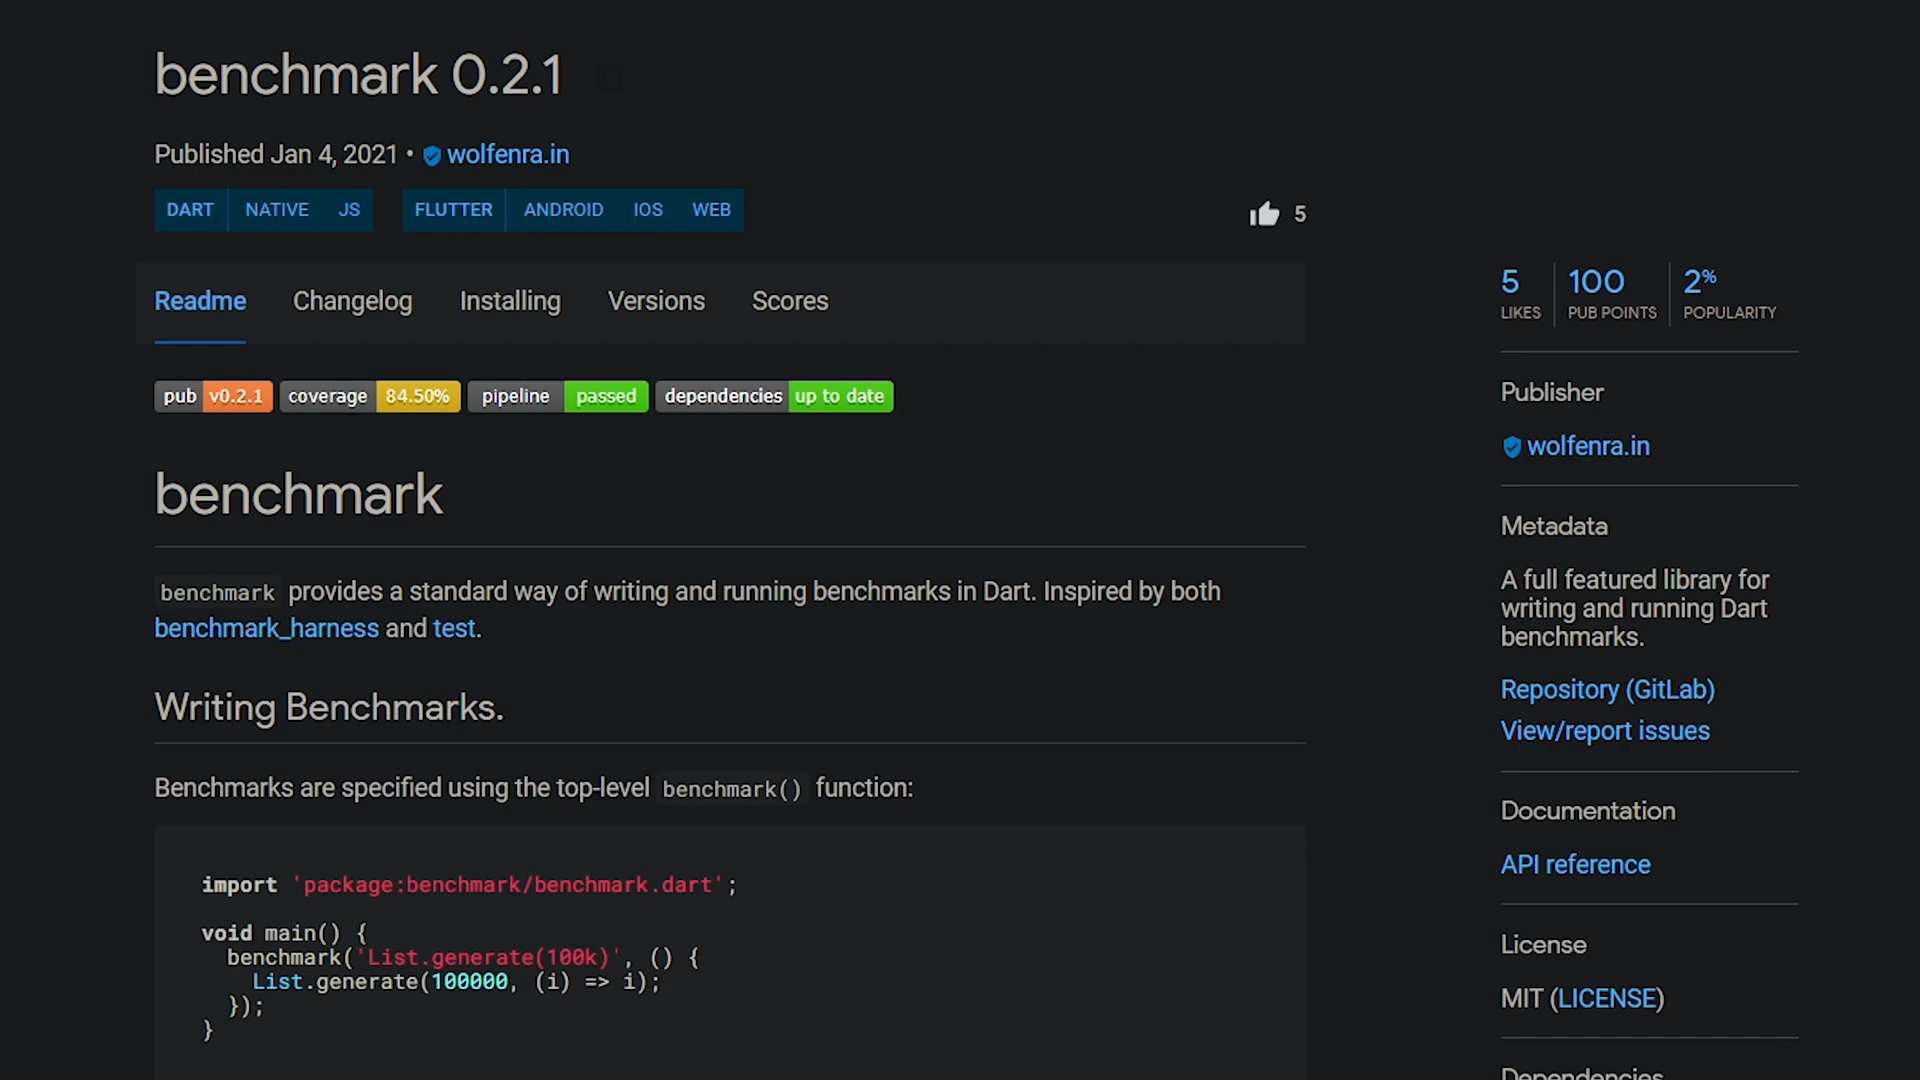 benchmark 0.2.1
Published Jan 4, 2021 • wolfenra.in
DART NATIVE JS FLUTTER ANDROID IOS WEB
5
Readme Changelog Installing Versions Scores
pub v0.2.1 coverage 84.50% pipeline passed dependencies up to date
benchmark
benchmark provides a standard way of writing and running benchmarks in Dart. Inspired by both
benchmark_harness and test.
Writing Benchmarks.
Benchmarks are specified using the top-level benchmark() function:
import 'package:benchmark/benchmark.dart';
void main() {
  benchmark('List.generate(100k)', () {
    List.generate(100000, (i) => i);
  });
}
5 100 2%
LIKES PUB POINTS POPULARITY
Publisher
wolfenra.in
Metadata
A full featured library for
writing and running Dart
benchmarks.
Repository (GitLab)
View/report issues
Documentation
API reference
License
MIT (LICENSE)
Dependencies